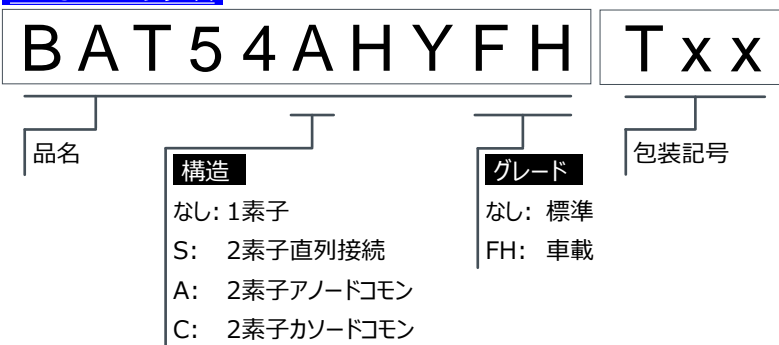 BAT54AHYFH Txx
品名
構造
なし: 1素子
S: 2素子直列接続
A: 2素子アノードコモン
C: 2素子カソードコモン
グレード
なし: 標準
FH: 車載
包装記号